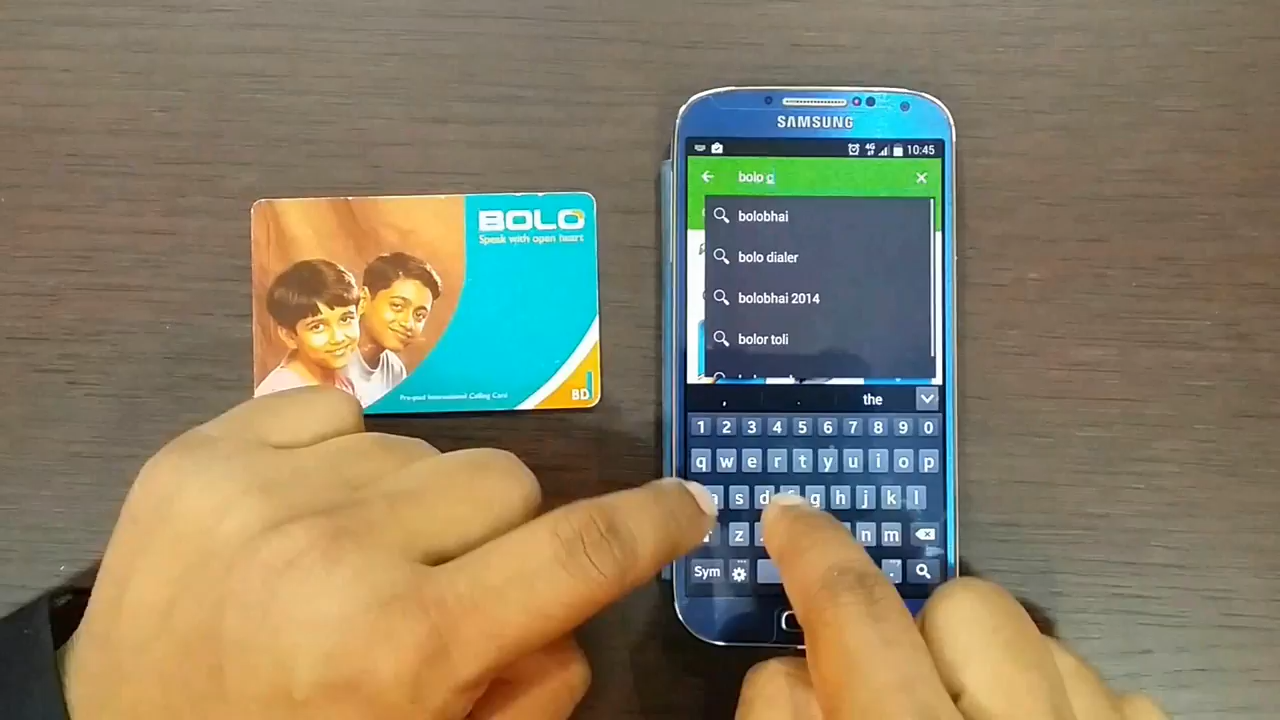 BOLO
Speak with open heart
Pre-paid International Calling Card
BD
SAMSUNG
4G 10:45
bolo c
bolobhai
bolo dialer
bolobhai 2014
bolor toli
, . the
1 2 3 4 5 6 7 8 9 0
q w e r t y u i o p
a s d f g h j k l
z n m
Sym